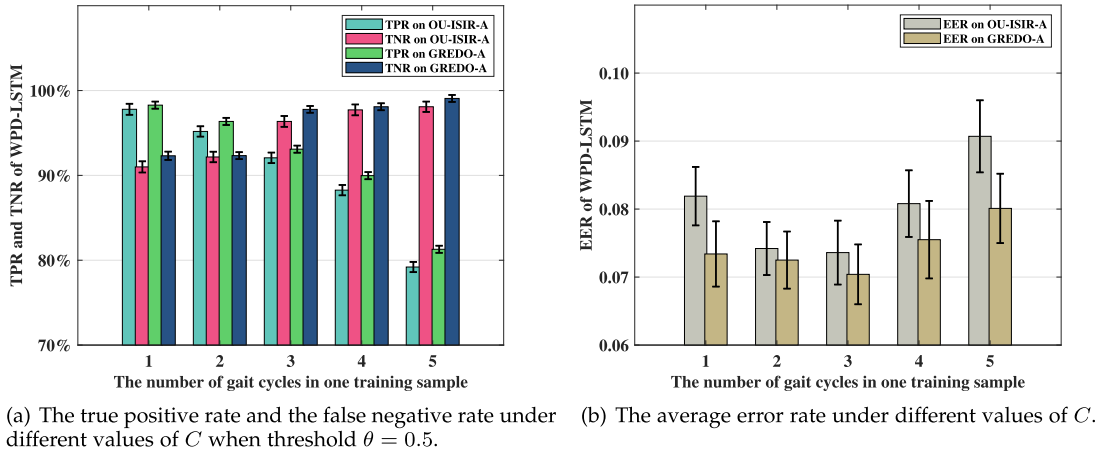 TPR on OU-ISIR-A
TNR on OU-ISIR-A
TPR on GREDO-A
TNR on GREDO-A
100%
90%
80%
70%
TPR and TNR of WPD-LSTM
1 2 3 4 5
The number of gait cycles in one training sample
(a) The true positive rate and the false negative rate under
different values of C when threshold θ = 0.5.
EER on OU-ISIR-A
EER on GREDO-A
0.10
0.09
0.08
0.07
0.06
EER of WPD-LSTM
1 2 3 4 5
The number of gait cycles in one training sample
(b) The average error rate under different values of C.